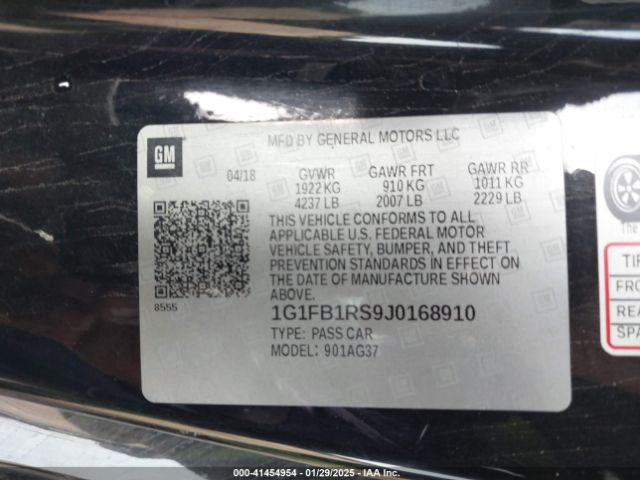 MFD BY GENERAL MOTORS LLC
GM
04/18
GVWR GAWR FRT GAWR RR
1922 KG 910 KG 1011 KG
4237 LB 2007 LB 2229 LB
THIS VEHICLE CONFORMS TO ALL
APPLICABLE U.S. FEDERAL MOTOR
VEHICLE SAFETY, BUMPER, AND THEFT
PREVENTION STANDARDS IN EFFECT ON
THE DATE OF MANUFACTURE SHOWN
ABOVE.
8555
1G1FB1RS9J0168910
TYPE: PASS CAR
MODEL: 901AG37
The
TIR
FRO
REA
SPA
000-41454954 - 01/29/2025 - IAA Inc.